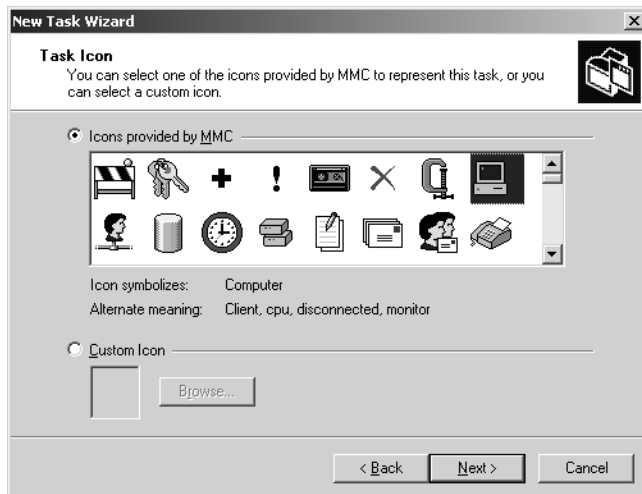 New Task Wizard
Task Icon
You can select one of the icons provided by MMC to represent this task, or you
can select a custom icon.
Icons provided by MMC
Icon symbolizes: Computer
Alternate meaning: Client, cpu, disconnected, monitor
Custom Icon
Browse...
< Back Next > Cancel